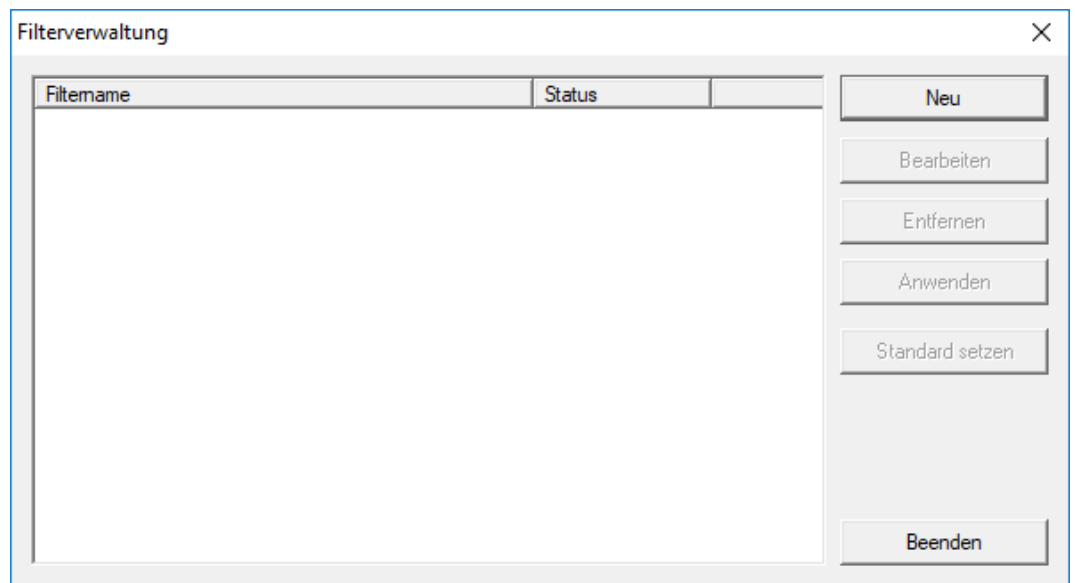 Filterverwaltung
Filtername Status
Neu
Bearbeiten
Entfernen
Anwenden
Standard setzen
Beenden